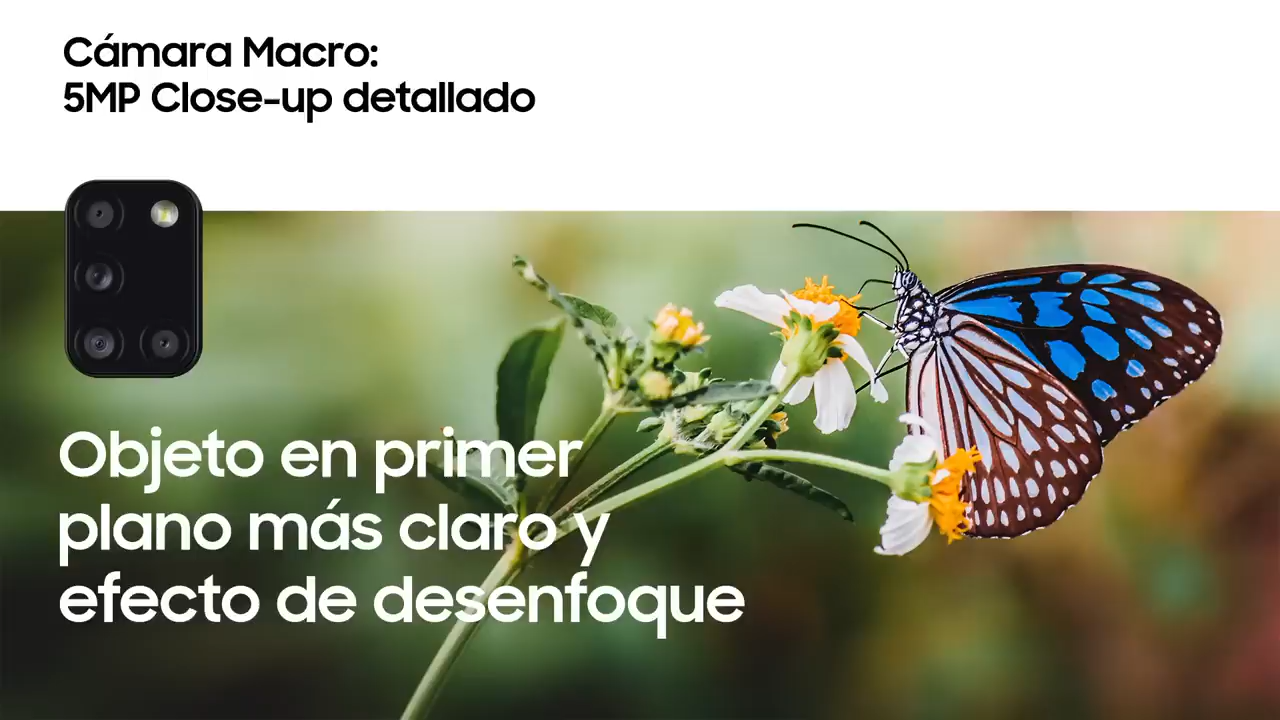 Cámara Macro:
5MP Close-up detallado
Objeto en primer
plano más claro y
efecto de desenfoque